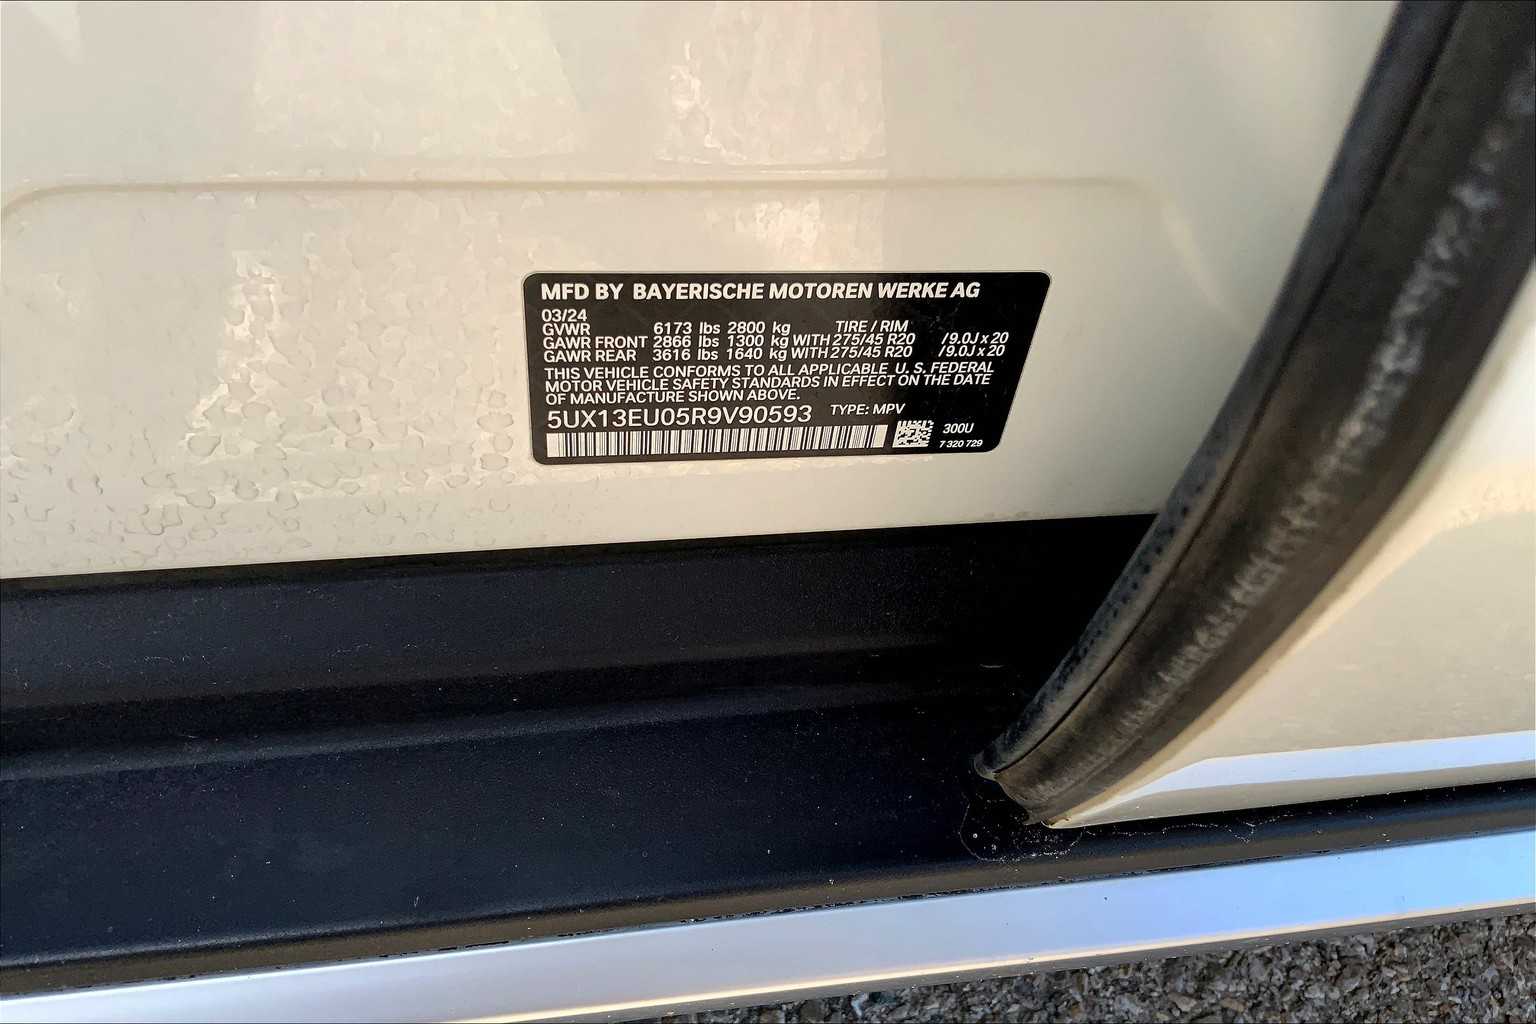 MFD BY BAYERISCHE MOTOREN WERKE AG
03/24
GVWR 6173 lbs 2800 kg TIRE / RIM
GAWR FRONT 2866 lbs 1300 kg WITH 275/45 R20 / 9.0J x 20
GAWR REAR 3616 lbs 1640 kg WITH 275/45 R20 / 9.0J x 20
THIS VEHICLE CONFORMS TO ALL APPLICABLE U. S. FEDERAL
MOTOR VEHICLE SAFETY STANDARDS IN EFFECT ON THE DATE
OF MANUFACTURE SHOWN ABOVE.
5UX13EU05R9V90593 TYPE: MPV
300U
7 320 729